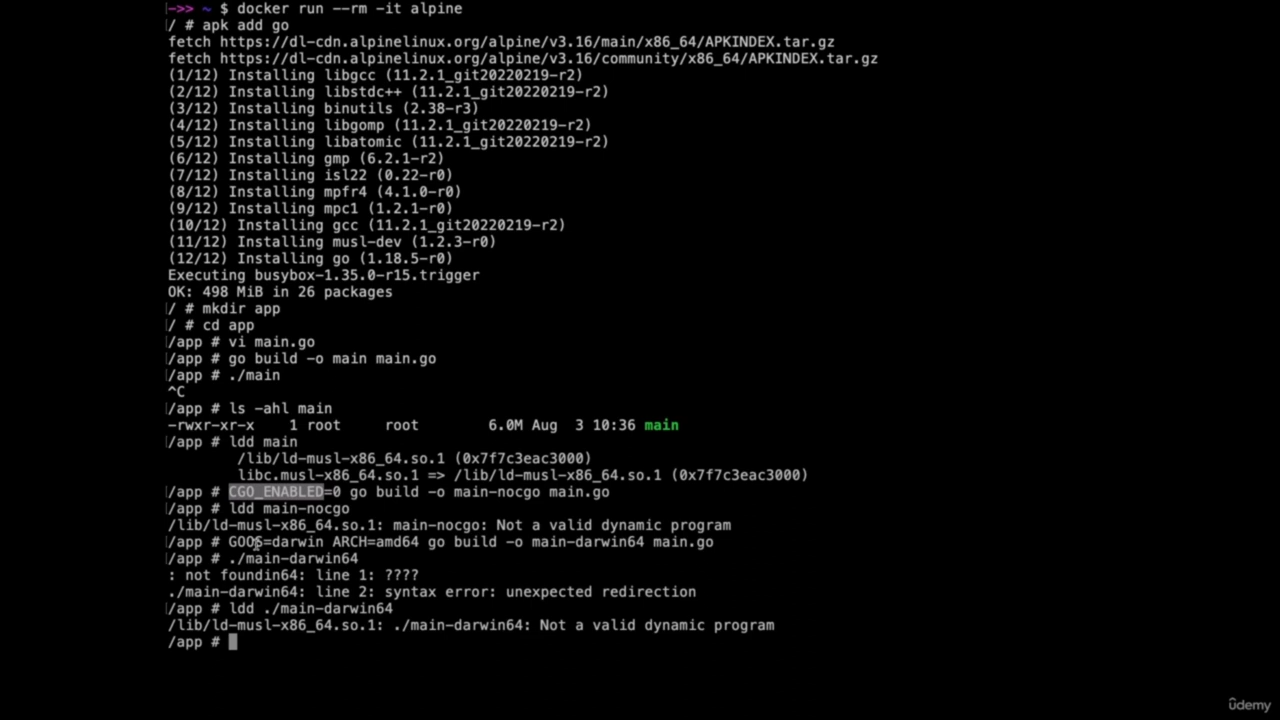 ->> ~ $ docker run --rm -it alpine
/ # apk add go
fetch https://dl-cdn.alpinelinux.org/alpine/v3.16/main/x86_64/APKINDEX.tar.gz
fetch https://dl-cdn.alpinelinux.org/alpine/v3.16/community/x86_64/APKINDEX.tar.gz
(1/12) Installing libgcc (11.2.1_git20220219-r2)
(2/12) Installing libstdc++ (11.2.1_git20220219-r2)
(3/12) Installing binutils (2.38-r3)
(4/12) Installing libgomp (11.2.1_git20220219-r2)
(5/12) Installing libatomic (11.2.1_git20220219-r2)
(6/12) Installing gmp (6.2.1-r2)
(7/12) Installing isl22 (0.22-r0)
(8/12) Installing mpfr4 (4.1.0-r0)
(9/12) Installing mpc1 (1.2.1-r0)
(10/12) Installing gcc (11.2.1_git20220219-r2)
(11/12) Installing musl-dev (1.2.3-r0)
(12/12) Installing go (1.18.5-r0)
Executing busybox-1.35.0-r15.trigger
OK: 498 MiB in 26 packages
/ # mkdir app
/ # cd app
/app # vi main.go
/app # go build -o main main.go
/app # ./main
^C
/app # ls -ahl main
-rwxr-xr-x    1 root     root        6.0M Aug  3 10:36 main
/app # ldd main
/lib/ld-musl-x86_64.so.1 (0x7f7c3eac3000)
libc.musl-x86_64.so.1 => /lib/ld-musl-x86_64.so.1 (0x7f7c3eac3000)
/app # CGO_ENABLED=0 go build -o main-nocgo main.go
/app # ldd main-nocgo
/lib/ld-musl-x86_64.so.1: main-nocgo: Not a valid dynamic program
/app # GOOS=darwin ARCH=amd64 go build -o main-darwin64 main.go
/app # ./main-darwin64
: not foundin64: line 1: ????
./main-darwin64: line 2: syntax error: unexpected redirection
/app # ldd ./main-darwin64
/lib/ld-musl-x86_64.so.1: ./main-darwin64: Not a valid dynamic program
/app #
ûdemy